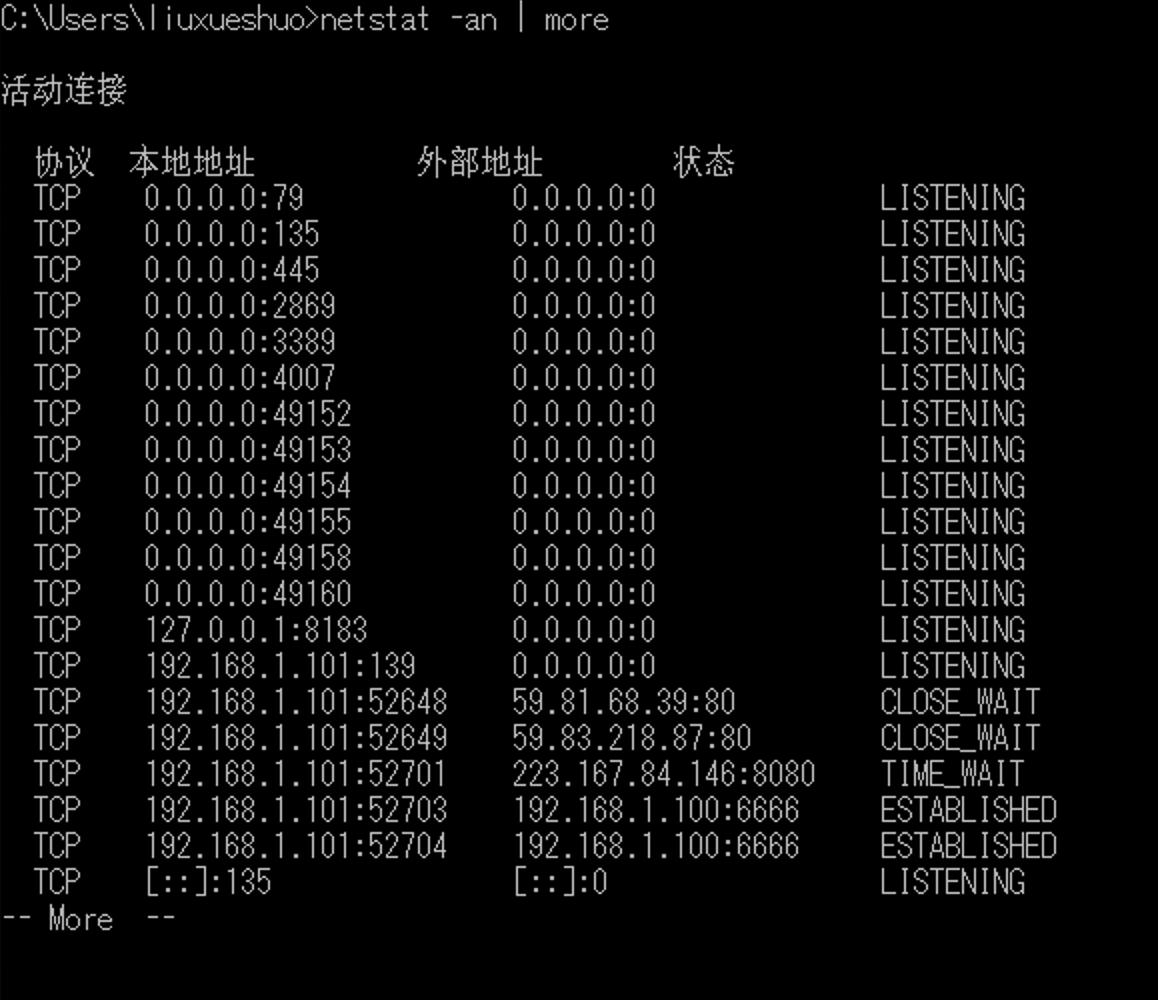 C:\Users\liuxueshuo>netstat -an | more
活动连接
协议 本地地址 外部地址 状态
TCP 0.0.0.0:79 0.0.0.0:0 LISTENING
TCP 0.0.0.0:135 0.0.0.0:0 LISTENING
TCP 0.0.0.0:445 0.0.0.0:0 LISTENING
TCP 0.0.0.0:2869 0.0.0.0:0 LISTENING
TCP 0.0.0.0:3389 0.0.0.0:0 LISTENING
TCP 0.0.0.0:4007 0.0.0.0:0 LISTENING
TCP 0.0.0.0:49152 0.0.0.0:0 LISTENING
TCP 0.0.0.0:49153 0.0.0.0:0 LISTENING
TCP 0.0.0.0:49154 0.0.0.0:0 LISTENING
TCP 0.0.0.0:49155 0.0.0.0:0 LISTENING
TCP 0.0.0.0:49158 0.0.0.0:0 LISTENING
TCP 0.0.0.0:49160 0.0.0.0:0 LISTENING
TCP 127.0.0.1:8183 0.0.0.0:0 LISTENING
TCP 192.168.1.101:139 0.0.0.0:0 LISTENING
TCP 192.168.1.101:52648 59.81.68.39:80 CLOSE_WAIT
TCP 192.168.1.101:52649 59.83.218.87:80 CLOSE_WAIT
TCP 192.168.1.101:52701 223.167.84.146:8080 TIME_WAIT
TCP 192.168.1.101:52703 192.168.1.100:6666 ESTABLISHED
TCP 192.168.1.101:52704 192.168.1.100:6666 ESTABLISHED
TCP [::]:135 [::]:0 LISTENING
-- More --